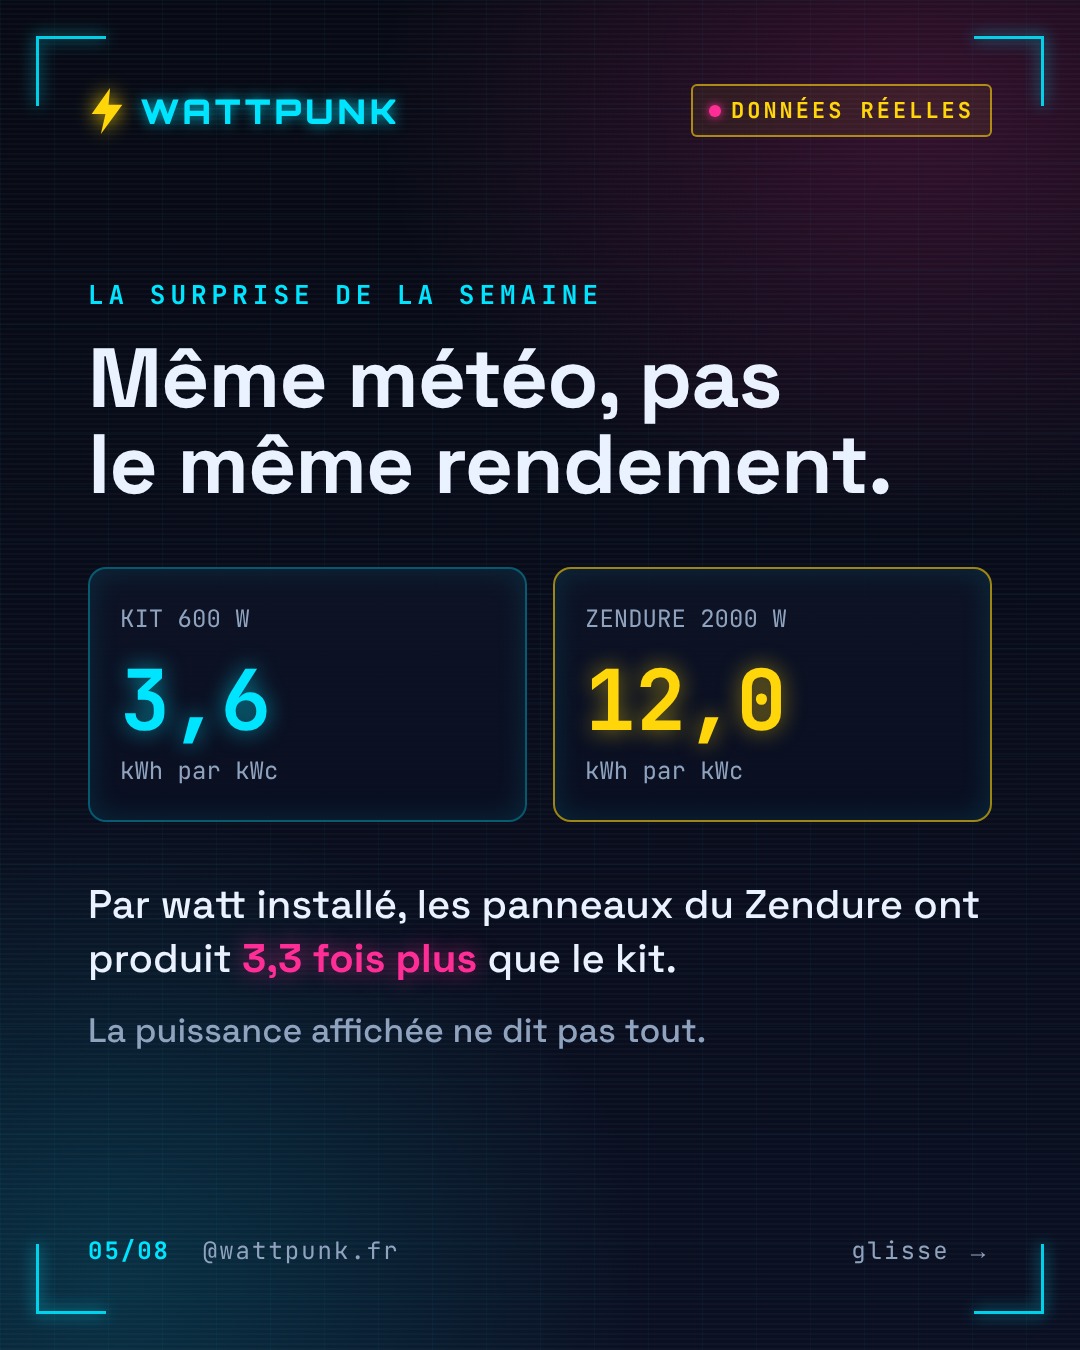 WATTPUNK
DONNÉES RÉELLES
LA SURPRISE DE LA SEMAINE
Même météo, pas
le même rendement.
KIT 600 W
3,6
kWh par kWc
ZENDURE 2000 W
12,0
kWh par kWc
Par watt installé, les panneaux du Zendure ont
produit 3,3 fois plus que le kit.
La puissance affichée ne dit pas tout.
05/08 @wattpunk.fr
glisse →